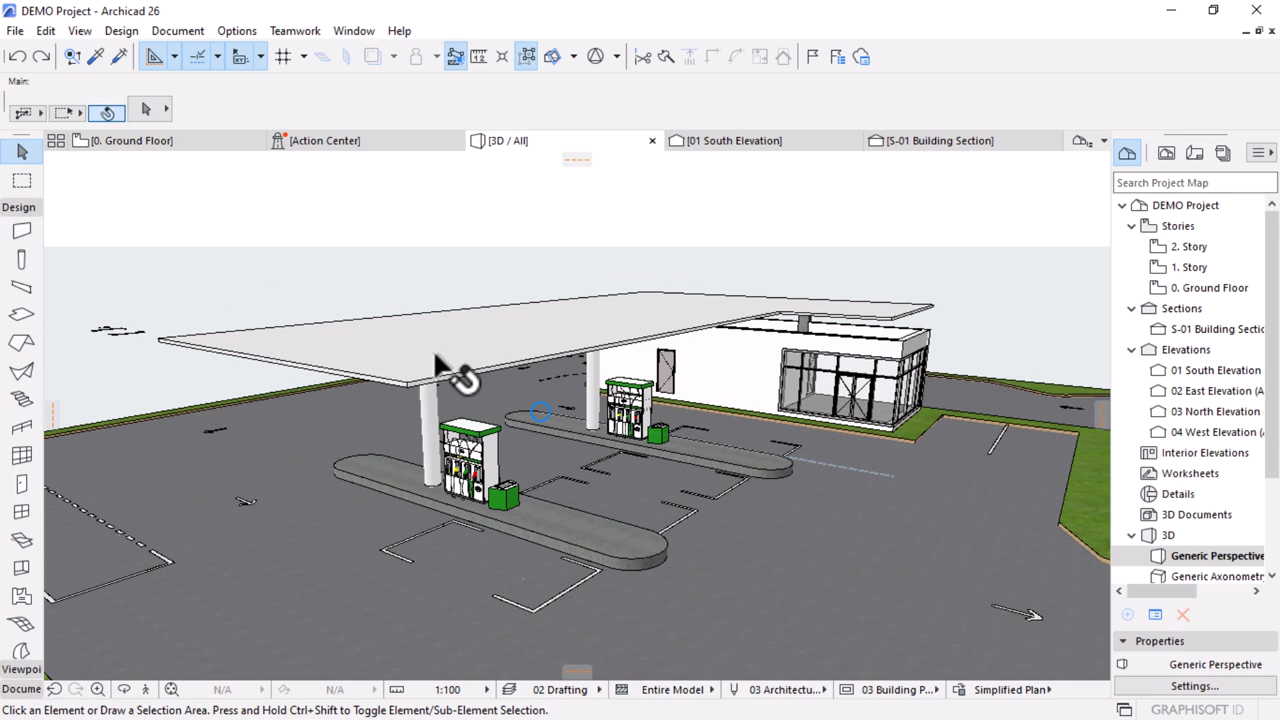 DEMO Project - Archicad 26
File Edit View Design Document Options Teamwork Window Help
Main:
[0. Ground Floor] [Action Center] [3D / All] [01 South Elevation] [S-01 Building Section]
Design
Viewpoi
Docume
Search Project Map
DEMO Project
Stories
2. Story
1. Story
0. Ground Floor
Sections
S-01 Building Sectio
Elevations
01 South Elevation
02 East Elevation (A
03 North Elevation
04 West Elevation (A
Interior Elevations
Worksheets
Details
3D Documents
3D
Generic Perspective
Generic Axonometry
Properties
Generic Perspective
Settings...
N/A N/A 1:100 02 Drafting Entire Model 03 Architectu... 03 Building P... Simplified Plan
Click an Element or Draw a Selection Area. Press and Hold Ctrl+Shift to Toggle Element/Sub-Element Selection.
GRAPHISOFT ID